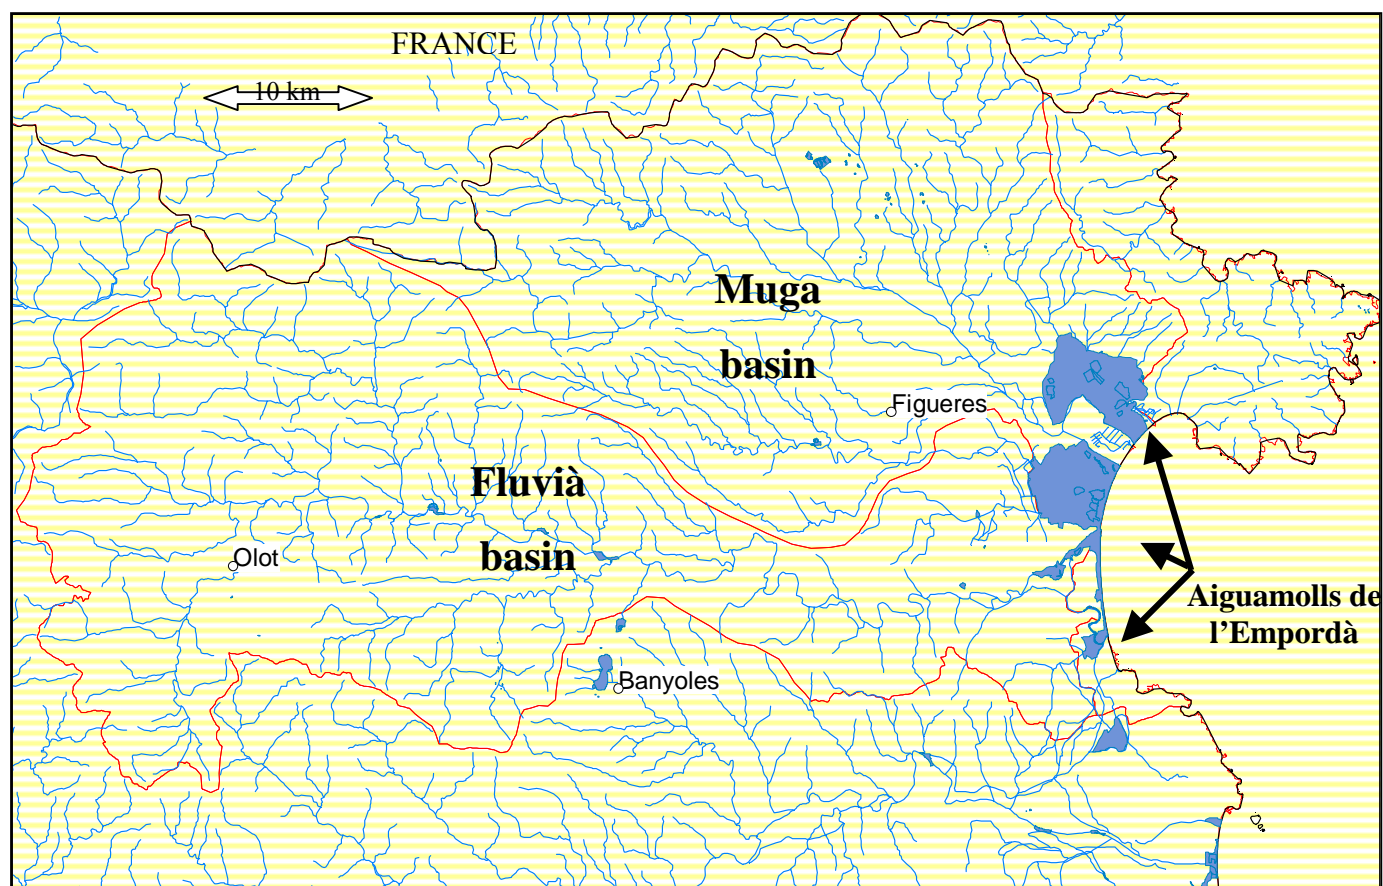 FRANCE
10 km
Muga
basin
Figueres
Fluvià
basin
Olot
Aiguamolls de
l’Empordà
Banyoles